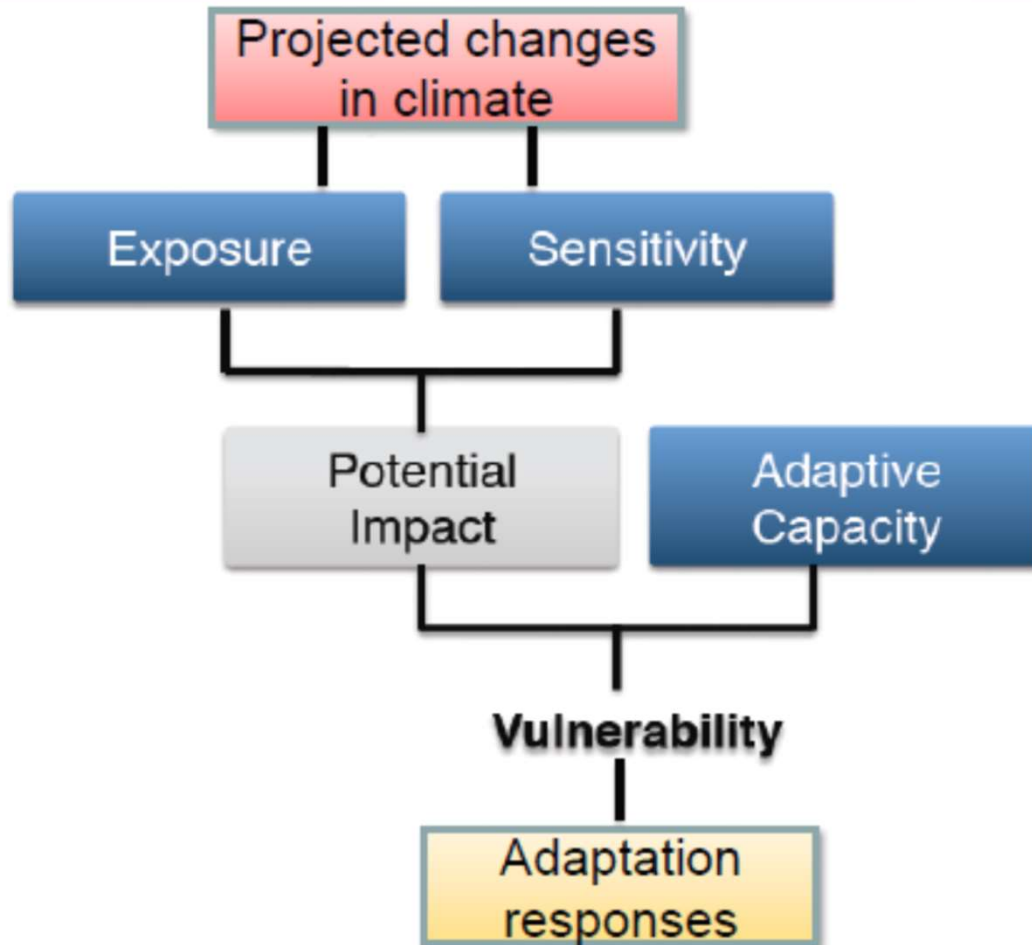 Projected changes
in climate
Exposure
Sensitivity
Potential
Impact
Adaptive
Capacity
Vulnerability
Adaptation
responses